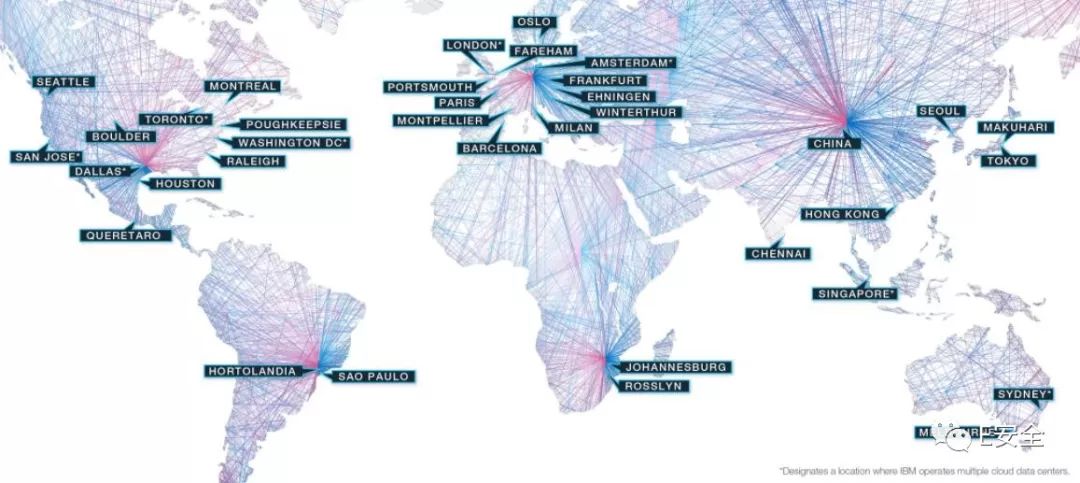 OSLO
LONDON*
FAREHAM
AMSTERDAM*
SEATTLE
MONTREAL
PORTSMOUTH
FRANKFURT
PARIS
EHNINGEN
WINTERTHUR
TORONTO*
POUGHKEEPSIE
MONTPELLIER
MILAN
SEOUL
MAKUHARI
BOULDER
WASHINGTON DC*
BARCELONA
CHINA
SAN JOSE*
RALEIGH
TOKYO
DALLAS*
HOUSTON
HONG KONG
QUERETARO
CHENNAI
SINGAPORE*
HORTOLANDIA
SAO PAULO
JOHANNESBURG
ROSSLYN
SYDNEY*
E安全
*Designates a location where IBM operates multiple cloud data centers.